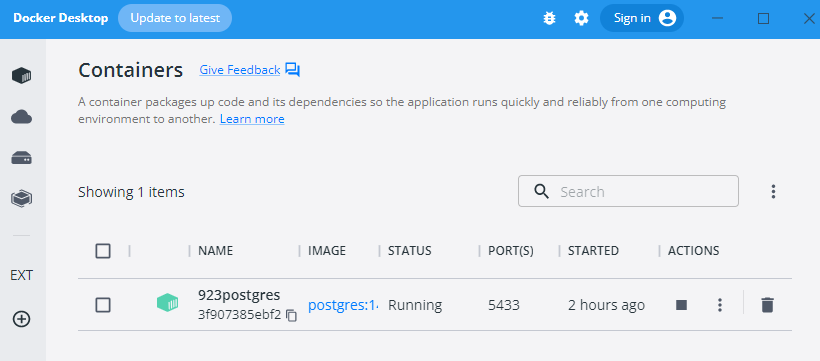 Docker Desktop Update to latest Sign in
Containers Give Feedback
A container packages up code and its dependencies so the application runs quickly and reliably from one computing
environment to another. Learn more
Showing 1 items Search
NAME IMAGE STATUS PORT(S) STARTED ACTIONS
923postgres
postgres:1 Running 5433 2 hours ago
3f907385ebf2
EXT